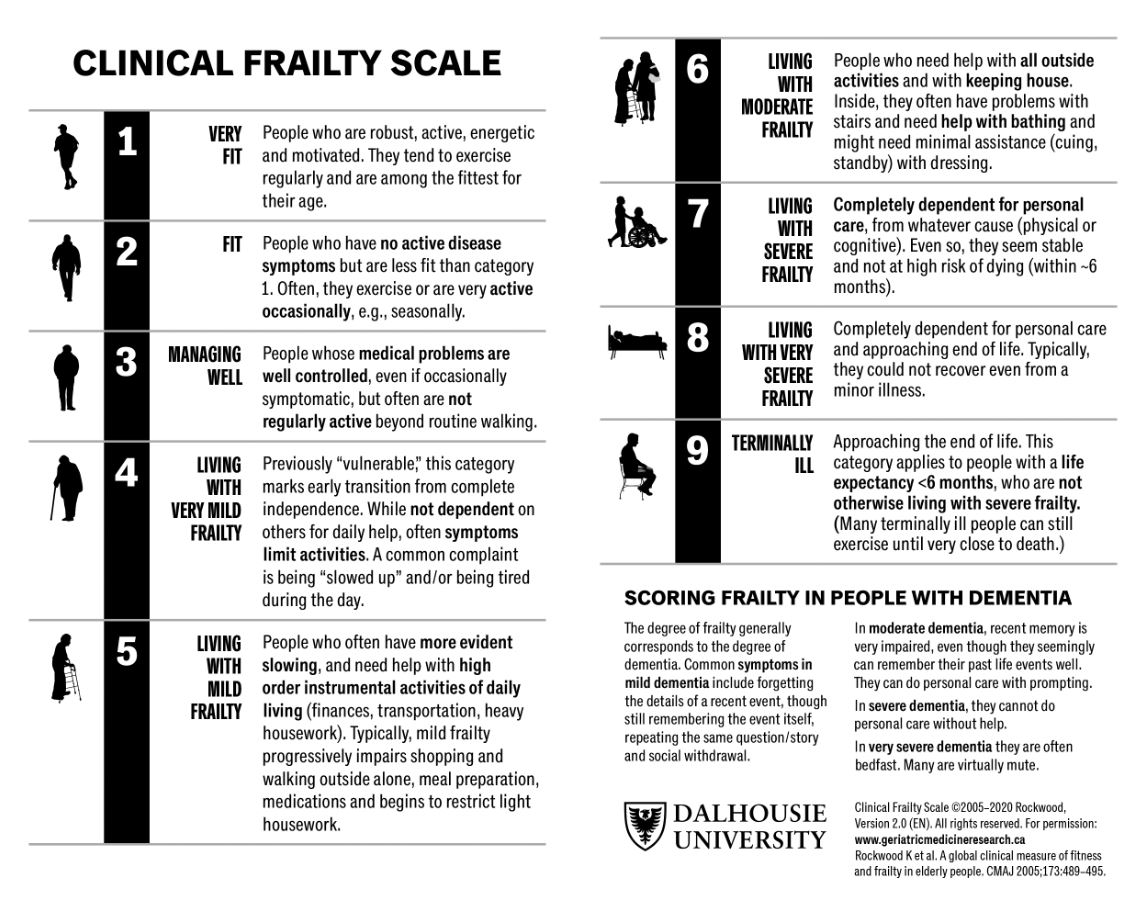 CLINICAL FRAILTY SCALE
1
VERY
FIT
People who are robust, active, energetic
and motivated. They tend to exercise
regularly and are among the fittest for
their age.
2
FIT
People who have no active disease
symptoms but are less fit than category
1. Often, they exercise or are very active
occasionally, e.g., seasonally.
3
MANAGING
WELL
People whose medical problems are
well controlled, even if occasionally
symptomatic, but often are not
regularly active beyond routine walking.
4
LIVING
WITH
VERY MILD
FRAILTY
Previously “vulnerable,” this category
marks early transition from complete
independence. While not dependent on
others for daily help, often symptoms
limit activities. A common complaint
is being “slowed up” and/or being tired
during the day.
5
LIVING
WITH
MILD
FRAILTY
People who often have more evident
slowing, and need help with high
order instrumental activities of daily
living (finances, transportation, heavy
housework). Typically, mild frailty
progressively impairs shopping and
walking outside alone, meal preparation,
medications and begins to restrict light
housework.
6
LIVING
WITH
MODERATE
FRAILTY
People who need help with all outside
activities and with keeping house.
Inside, they often have problems with
stairs and need help with bathing and
might need minimal assistance (cuing,
standby) with dressing.
7
LIVING
WITH
SEVERE
FRAILTY
Completely dependent for personal
care, from whatever cause (physical or
cognitive). Even so, they seem stable
and not at high risk of dying (within ~6
months).
8
LIVING
WITH VERY
SEVERE
FRAILTY
Completely dependent for personal care
and approaching end of life. Typically,
they could not recover even from a
minor illness.
9
TERMINALLY
ILL
Approaching the end of life. This
category applies to people with a life
expectancy <6 months, who are not
otherwise living with severe frailty.
(Many terminally ill people can still
exercise until very close to death.)
SCORING FRAILTY IN PEOPLE WITH DEMENTIA
The degree of frailty generally
corresponds to the degree of
dementia. Common symptoms in
mild dementia include forgetting
the details of a recent event, though
still remembering the event itself,
repeating the same question/story
and social withdrawal.
In moderate dementia, recent memory is
very impaired, even though they seemingly
can remember their past life events well.
They can do personal care with prompting.
In severe dementia, they cannot do
personal care without help.
In very severe dementia they are often
bedfast. Many are virtually mute.
DALHOUSIE
UNIVERSITY
Clinical Frailty Scale ©2005–2020 Rockwood,
Version 2.0 (EN). All rights reserved. For permission:
www.geriatricmedicineresearch.ca
Rockwood K et al. A global clinical measure of fitness
and frailty in elderly people. CMAJ 2005;173:489–495.